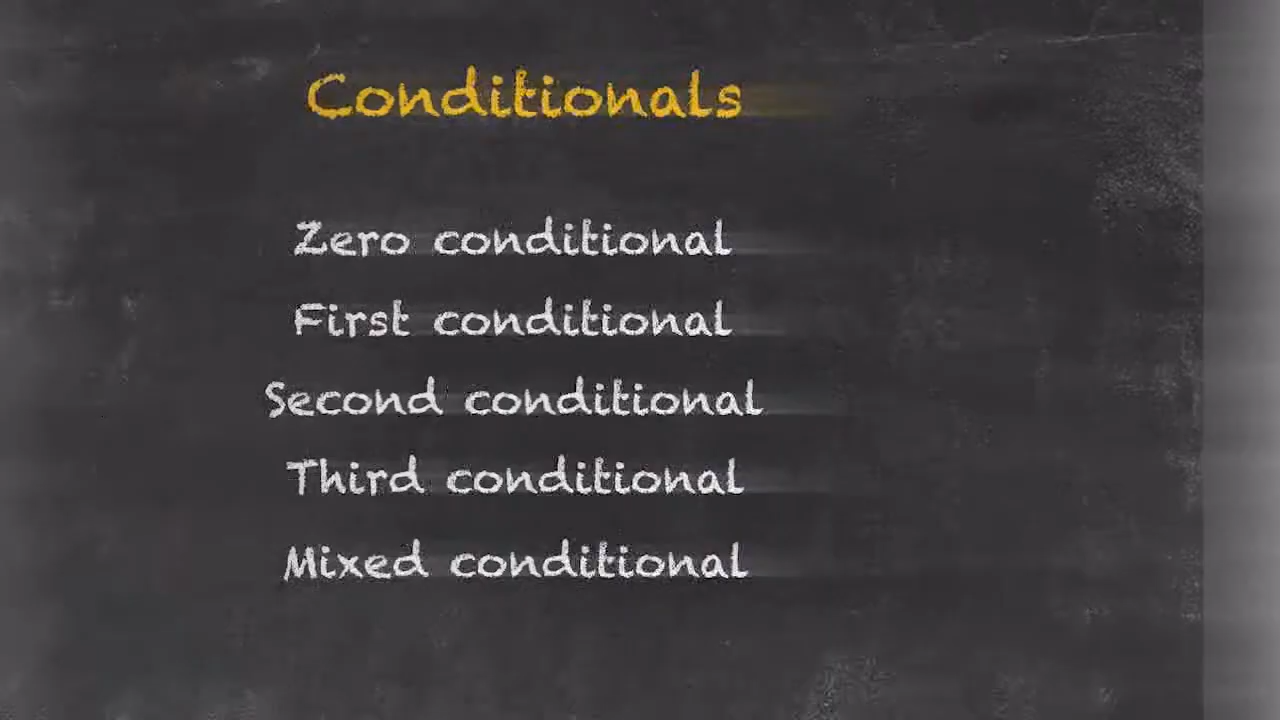 Conditionals
Zero conditional
First conditional
Second conditional
Third conditional
Mixed conditional